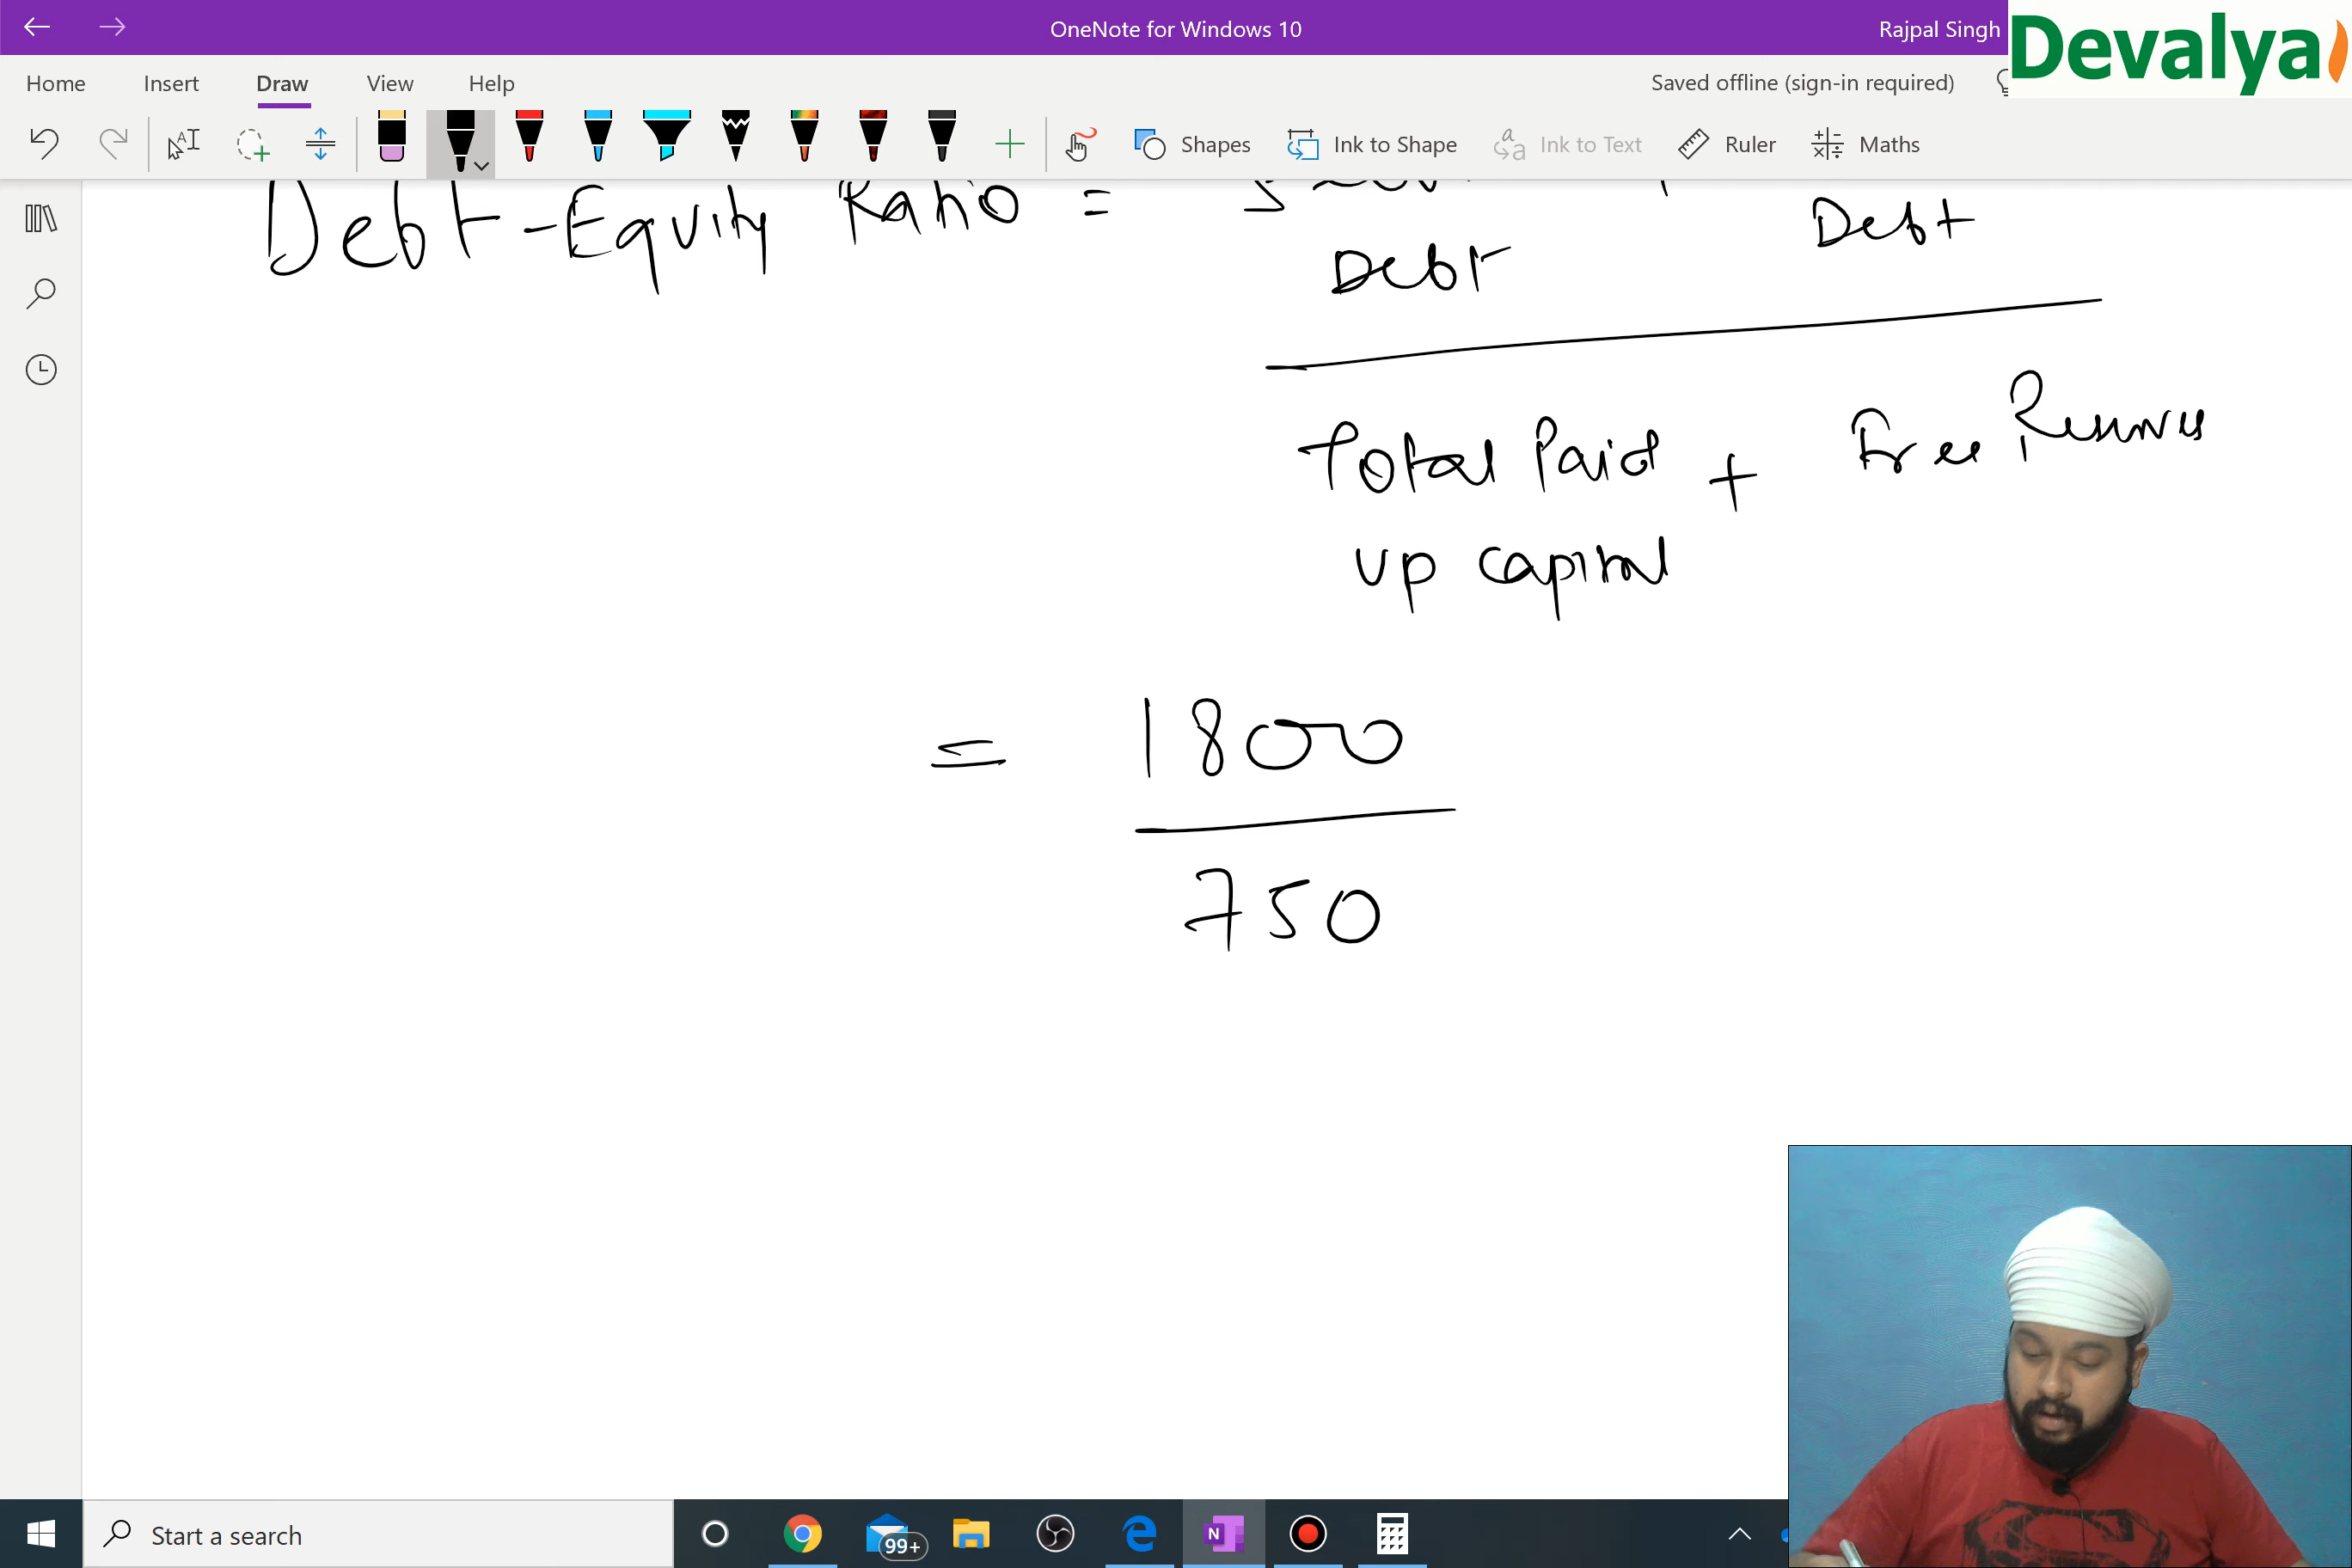 OneNote for Windows 10
Rajpal Singh
Devalya
Home Insert Draw View Help
Saved offline (sign-in required)
Shapes Ink to Shape Ink to Text Ruler Maths
Debt-Equity Ratio =
Debt
Debt
Total Paid + Free Reserves
up capital
= 1800
750
Start a search
99+
N